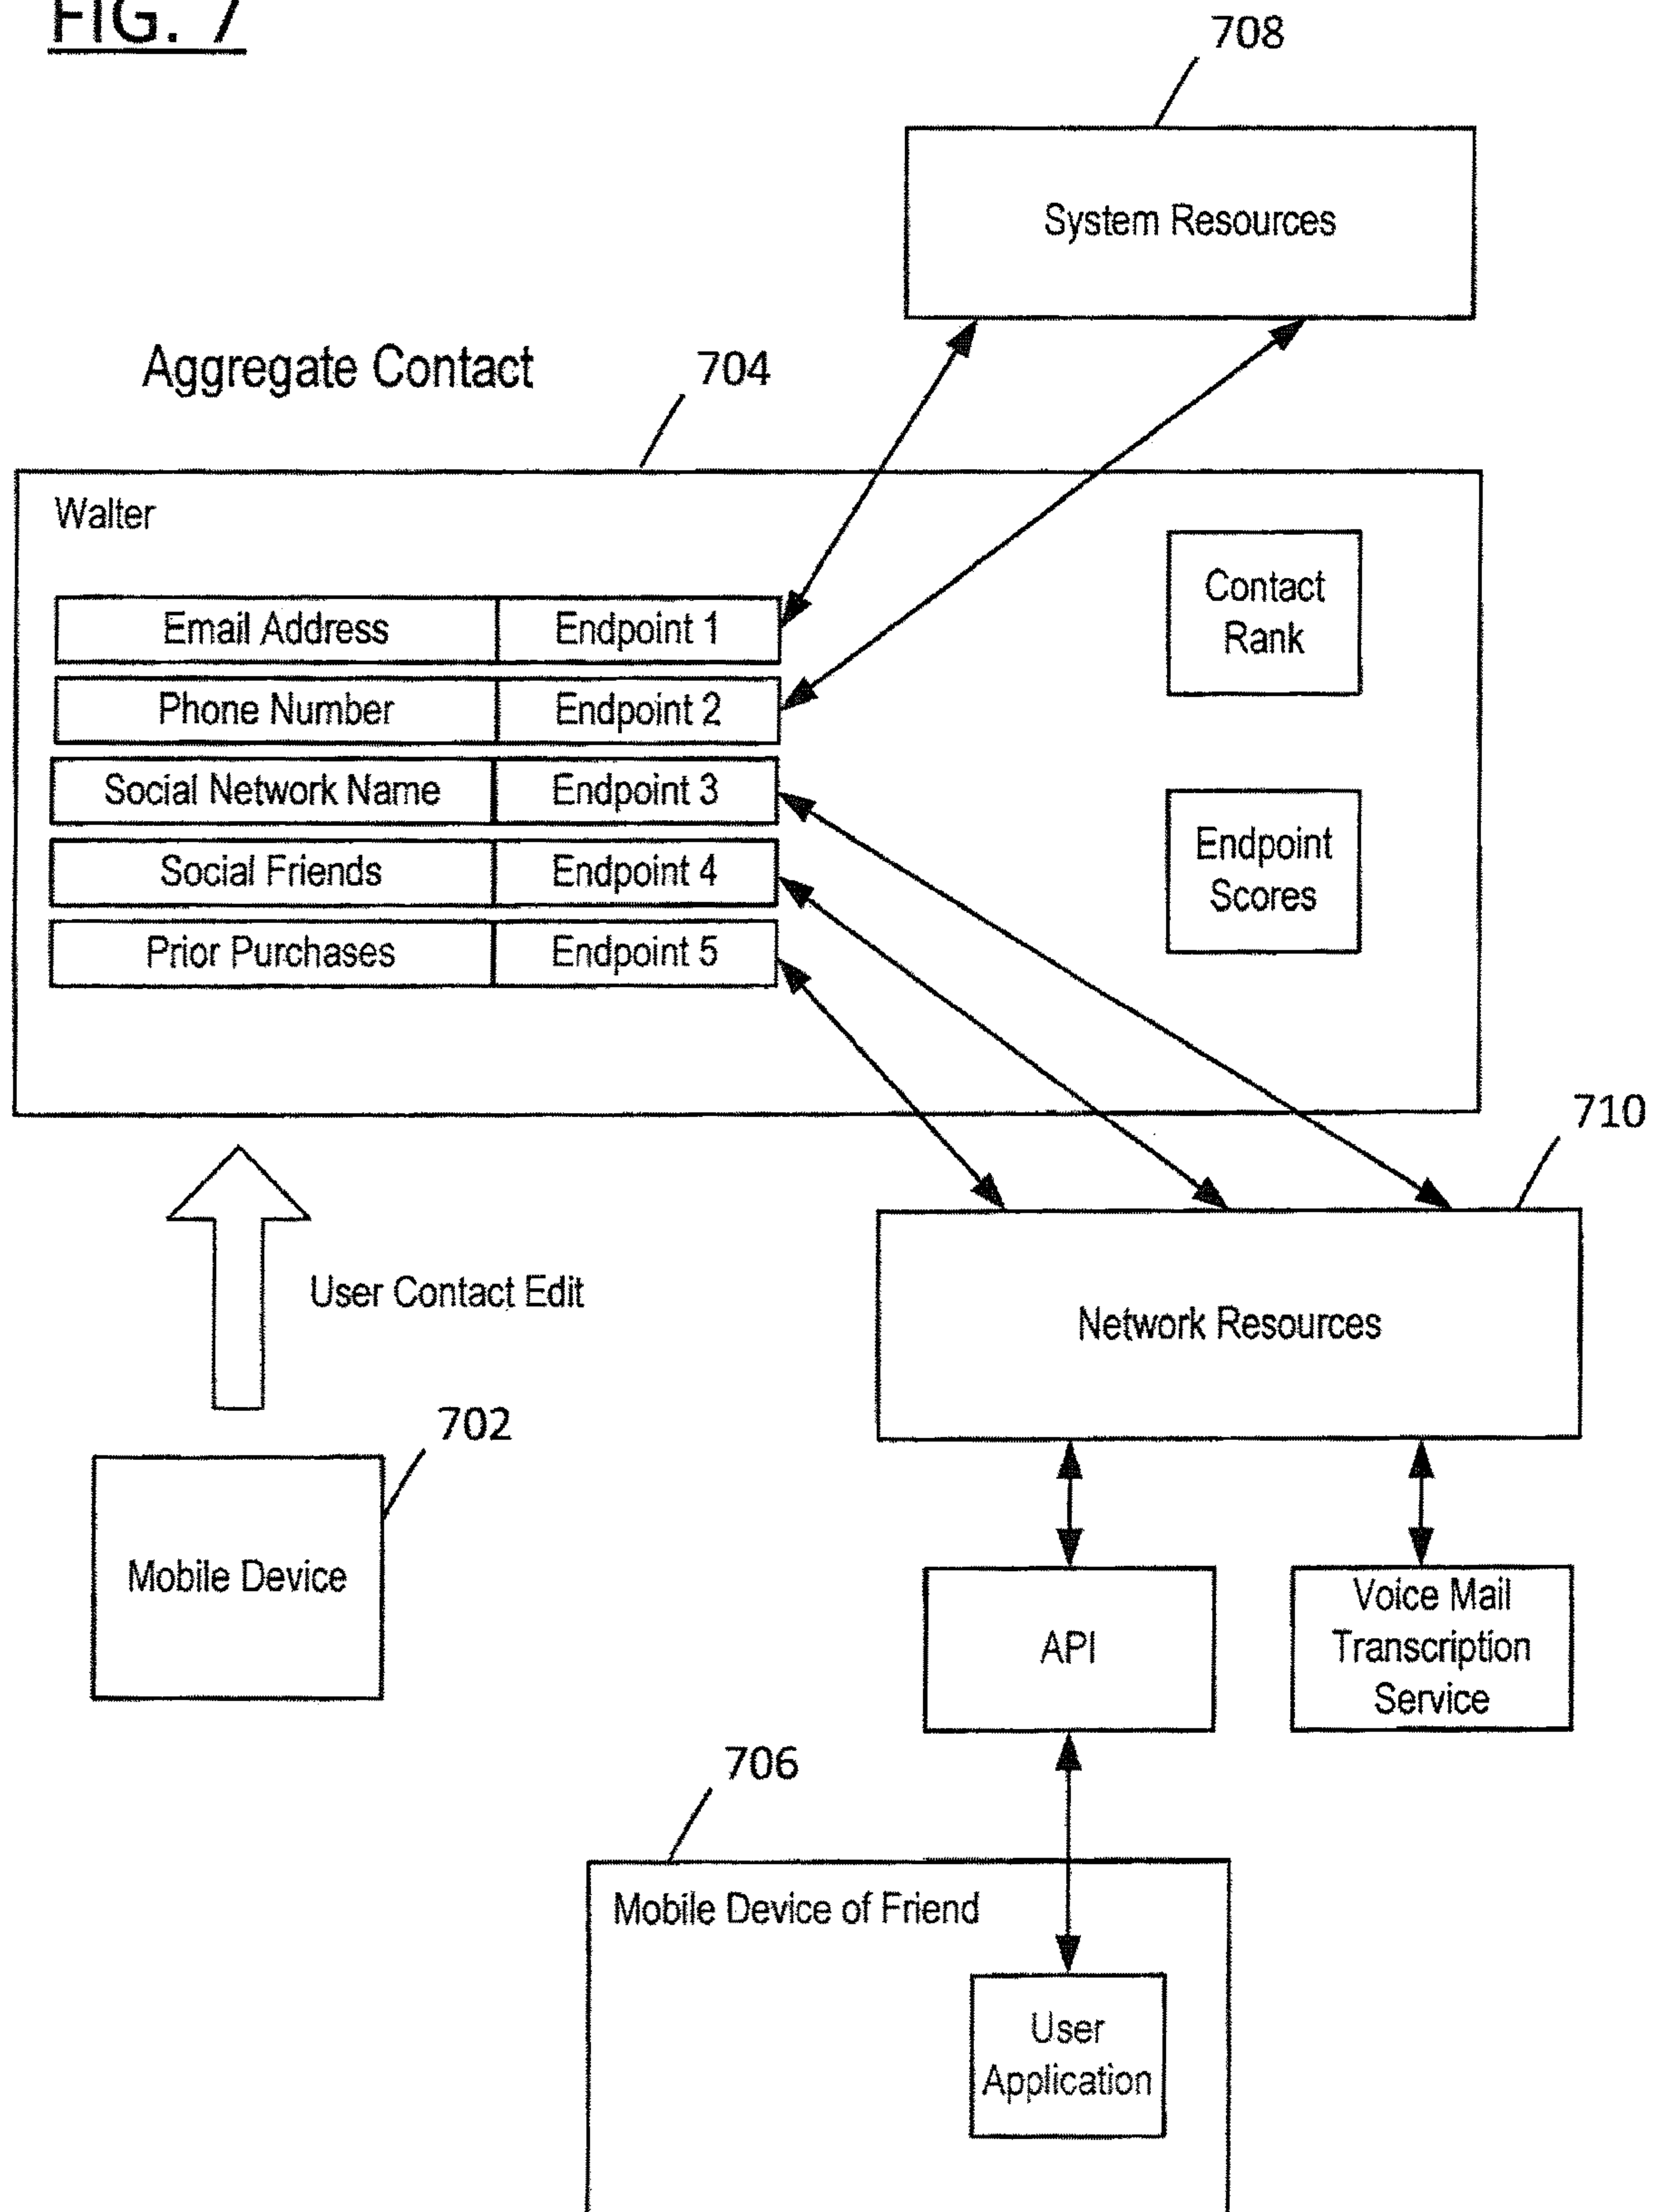 FIG. 7
708
System Resources
Aggregate Contact
704
Walter
Email Address Endpoint 1
Phone Number Endpoint 2
Social Network Name Endpoint 3
Social Friends Endpoint 4
Prior Purchases Endpoint 5
Contact
Rank
Endpoint
Scores
710
User Contact Edit
Network Resources
702
Mobile Device
API
Voice Mail
Transcription
Service
706
Mobile Device of Friend
User
Application